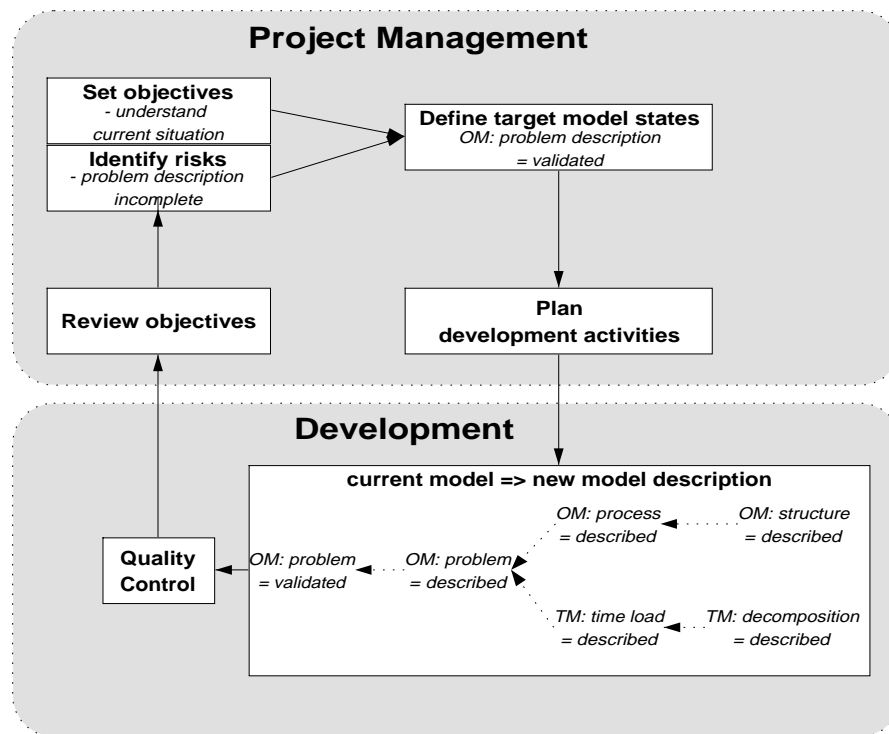 Project Management
Set objectives
- understand
current situation
Identify risks
- problem description
incomplete
Define target model states
OM: problem description
= validated
Review objectives
Plan
development activities
Development
current model => new model description
OM: process
= described
OM: structure
= described
Quality
Control
OM: problem
= validated
OM: problem
= described
TM: time load
= described
TM: decomposition
= described